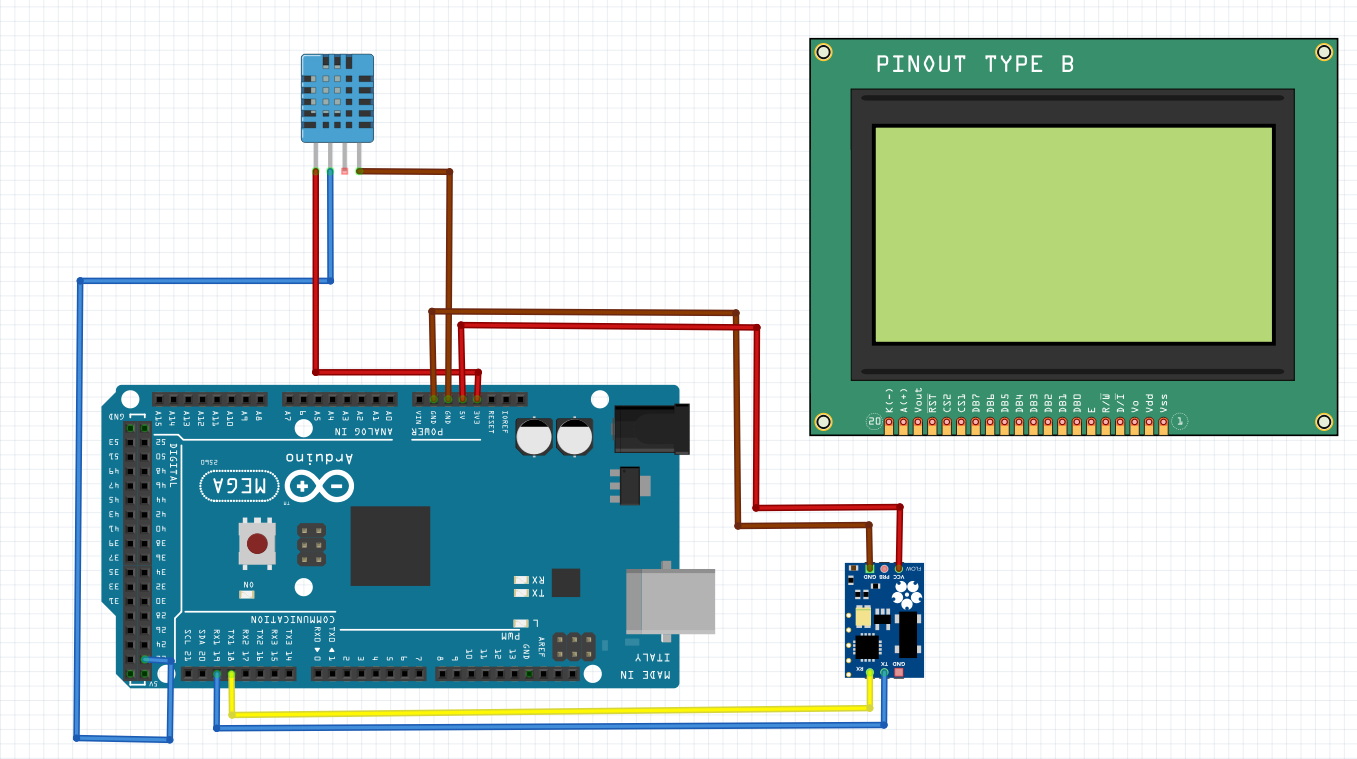 PINOUT TYPE B
20
K(-)
A(+)
Vout
RST
CS2
CS1
DB7
DB6
DB5
DB4
DB3
DB2
DB1
DB0
E
R/W
D/I
Vo
Vdd
Vss
1
GND
A15
A14
A13
A12
A11
A10
A9
A8
A7
A6
A5
A4
A3
A2
A1
A0
VIN
GND
GND
5V
3V3
RESET
IOREF
ANALOG IN
POWER
DIGITAL
53 52
51 50
49 48
47 46
45 44
43 42
41 40
39 38
37 36
35 34
33 32
31 30
28
26
24
5V
2560
MEGA
Arduino
TM
ON
RX
TX
L
COMMUNICATION
PWM
SCL 21
SDA 20
RX1 19
TX1 18
RX2 17
TX2 16
RX3 15
TX3 14
RX0 0
TX0 1
2
3
4
5
6
7
8
9
10
11
12
13
GND
AREF
MADE IN
ITALY
GND
PRB
VCC
FLOW
RX
TX
GND